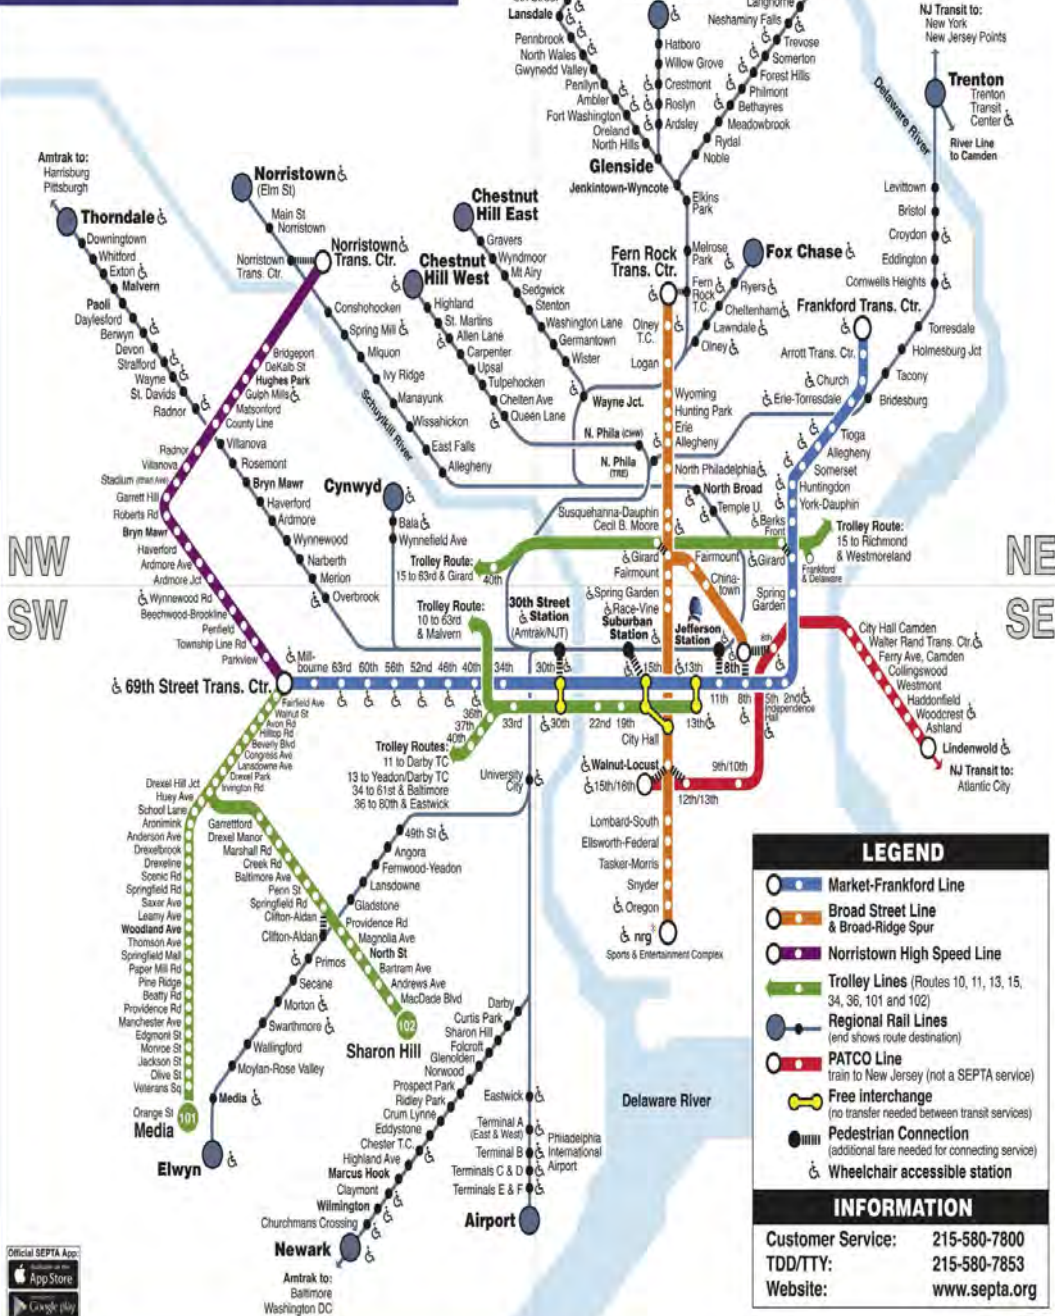 Lansdale
Pennbrook
North Wales
Gwynedd Valley
Penllyn
Ambler
Fort Washington
Oreland
North Hills
Glenside
Jenkintown-Wyncote
Hatboro
Willow Grove
Crestmont
Roslyn
Ardsley
Langhorne
Neshaminy Falls
Trevose
Somerton
Forest Hills
Philmont
Bethayres
Meadowbrook
Rydal
Noble
Elkins
Park
Melrose
Park
Fern
Rock
T.C.
NJ Transit to:
New York
New Jersey Points
Trenton
Trenton
Transit
Center
River Line
to Camden
Delaware River
Levittown
Bristol
Croydon
Eddington
Cornwells Heights
Torresdale
Holmesburg Jct
Tacony
Bridesburg
Amtrak to:
Harrisburg
Pittsburgh
Thorndale
Downingtown
Whitford
Exton
Malvern
Paoli
Daylesford
Berwyn
Devon
Strafford
Wayne
St. Davids
Radnor
Villanova
Rosemont
Bryn Mawr
Haverford
Ardmore
Wynnewood
Narberth
Merion
Overbrook
Norristown
(Elm St)
Main St
Norristown
Norristown
Trans. Ctr.
Norristown
Trans. Ctr.
Conshohocken
Spring Mill
Miquon
Ivy Ridge
Manayunk
Wissahickon
East Falls
Allegheny
Schuylkill River
Chestnut
Hill East
Gravers
Wyndmoor
Mt Airy
Sedgwick
Stenton
Washington Lane
Germantown
Wister
Wayne Jct.
Chestnut
Hill West
Highland
St. Martins
Allen Lane
Carpenter
Upsal
Tulpehocken
Chelten Ave
Queen Lane
N. Phila (CHW)
N. Phila
(TRE)
Fern Rock
Trans. Ctr.
Olney
T.C.
Logan
Wyoming
Hunting Park
Erie
Allegheny
North Philadelphia
Susquehanna-Dauphin
Cecil B. Moore
Girard
Fairmount
Spring Garden
Race-Vine
Fox Chase
Ryers
Cheltenham
Lawndale
Olney
North Broad
Temple U.
Fairmount
China-
town
Frankford Trans. Ctr.
Arrott Trans. Ctr.
Church
Erie-Torresdale
Tioga
Allegheny
Somerset
Huntingdon
York-Dauphin
Berks
Front
Girard
Spring
Garden
Trolley Route:
15 to Richmond
& Westmoreland
Frankford
& Delaware
Bridgeport
DeKalb St
Hughes Park
Gulph Mills
Matsonford
County Line
Radnor
Villanova
Stadium (Ithan Ave)
Garrett Hill
Roberts Rd
Bryn Mawr
Haverford
Ardmore Ave
Ardmore Jct
Wynnewood Rd
Beechwood-Brookline
Penfield
Township Line Rd
Parkview
Cynwyd
Bala
Wynnefield Ave
NW
SW
NE
SE
Trolley Route:
15 to 63rd & Girard
40th
Trolley Route:
10 to 63rd
& Malvern
30th Street
Station
(Amtrak/NJT)
Suburban
Station
Jefferson
Station
8th
69th Street Trans. Ctr.
Mill-
bourne
63rd
60th
56th
52nd
46th
40th
34th
30th
15th
13th
8th
11th
8th
5th
Independence
Hall
2nd
36th
37th
40th
33rd
30th
22nd
19th
13th
City Hall
Trolley Routes:
11 to Darby TC
13 to Yeadon/Darby TC
34 to 61st & Baltimore
36 to 80th & Eastwick
University
City
Walnut-Locust
15th/16th
12th/13th
9th/10th
Lombard-South
Ellsworth-Federal
Tasker-Morris
Snyder
Oregon
nrg
Sports & Entertainment Complex
City Hall Camden
Walter Rand Trans. Ctr.
Ferry Ave, Camden
Collingswood
Westmont
Haddonfield
Woodcrest
Ashland
Lindenwold
NJ Transit to:
Atlantic City
Fairfield Ave
Walnut St
Avon Rd
Hilltop Rd
Beverly Blvd
Congress Ave
Lansdowne Ave
Drexel Park
Irvington Rd
Drexel Hill Jct
Huey Ave
School Lane
Aronimink
Anderson Ave
Drexelbrook
Drexeline
Scenic Rd
Springfield Rd
Saxer Ave
Leamy Ave
Woodland Ave
Thomson Ave
Springfield Mall
Paper Mill Rd
Pine Ridge
Beatty Rd
Providence Rd
Manchester Ave
Edgmont St
Monroe St
Jackson St
Olive St
Veterans Sq
Orange St
Media
101
Garrettford
Drexel Manor
Marshall Rd
Creek Rd
Baltimore Ave
Penn St
Springfield Rd
Clifton-Aldan
Providence Rd
Magnolia Ave
North St
Bartram Ave
Andrews Ave
MacDade Blvd
102
Sharon Hill
49th St
Angora
Fernwood-Yeadon
Lansdowne
Gladstone
Clifton-Aldan
Primos
Secane
Morton
Swarthmore
Wallingford
Moylan-Rose Valley
Media
Elwyn
Darby
Curtis Park
Sharon Hill
Folcroft
Glenolden
Norwood
Prospect Park
Ridley Park
Crum Lynne
Eddystone
Chester T.C.
Highland Ave
Marcus Hook
Claymont
Wilmington
Churchmans Crossing
Newark
Amtrak to:
Baltimore
Washington DC
Eastwick
Terminal A
(East & West)
Terminal B
Terminals C & D
Terminals E & F
Philadelphia
International
Airport
Airport
Delaware River
LEGEND
Market-Frankford Line
Broad Street Line
& Broad-Ridge Spur
Norristown High Speed Line
Trolley Lines (Routes 10, 11, 13, 15,
34, 36, 101 and 102)
Regional Rail Lines
(end shows route destination)
PATCO Line
train to New Jersey (not a SEPTA service)
Free interchange
(no transfer needed between transit services)
Pedestrian Connection
(additional fare needed for connecting service)
Wheelchair accessible station
INFORMATION
Customer Service: 215-580-7800
TDD/TTY: 215-580-7853
Website: www.septa.org
Official SEPTA App:
App Store
Google play